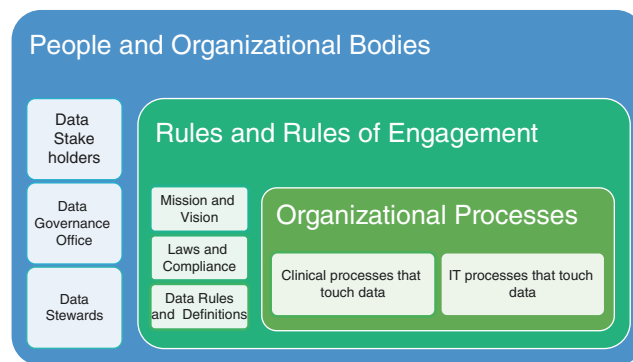 People and Organizational Bodies
Data
Stake
holders
Data
Governance
Office
Data
Stewards
Rules and Rules of Engagement
Mission and
Vision
Laws and
Compliance
Data Rules
and Definitions
Organizational Processes
Clinical processes that
touch data
IT processes that touch
data